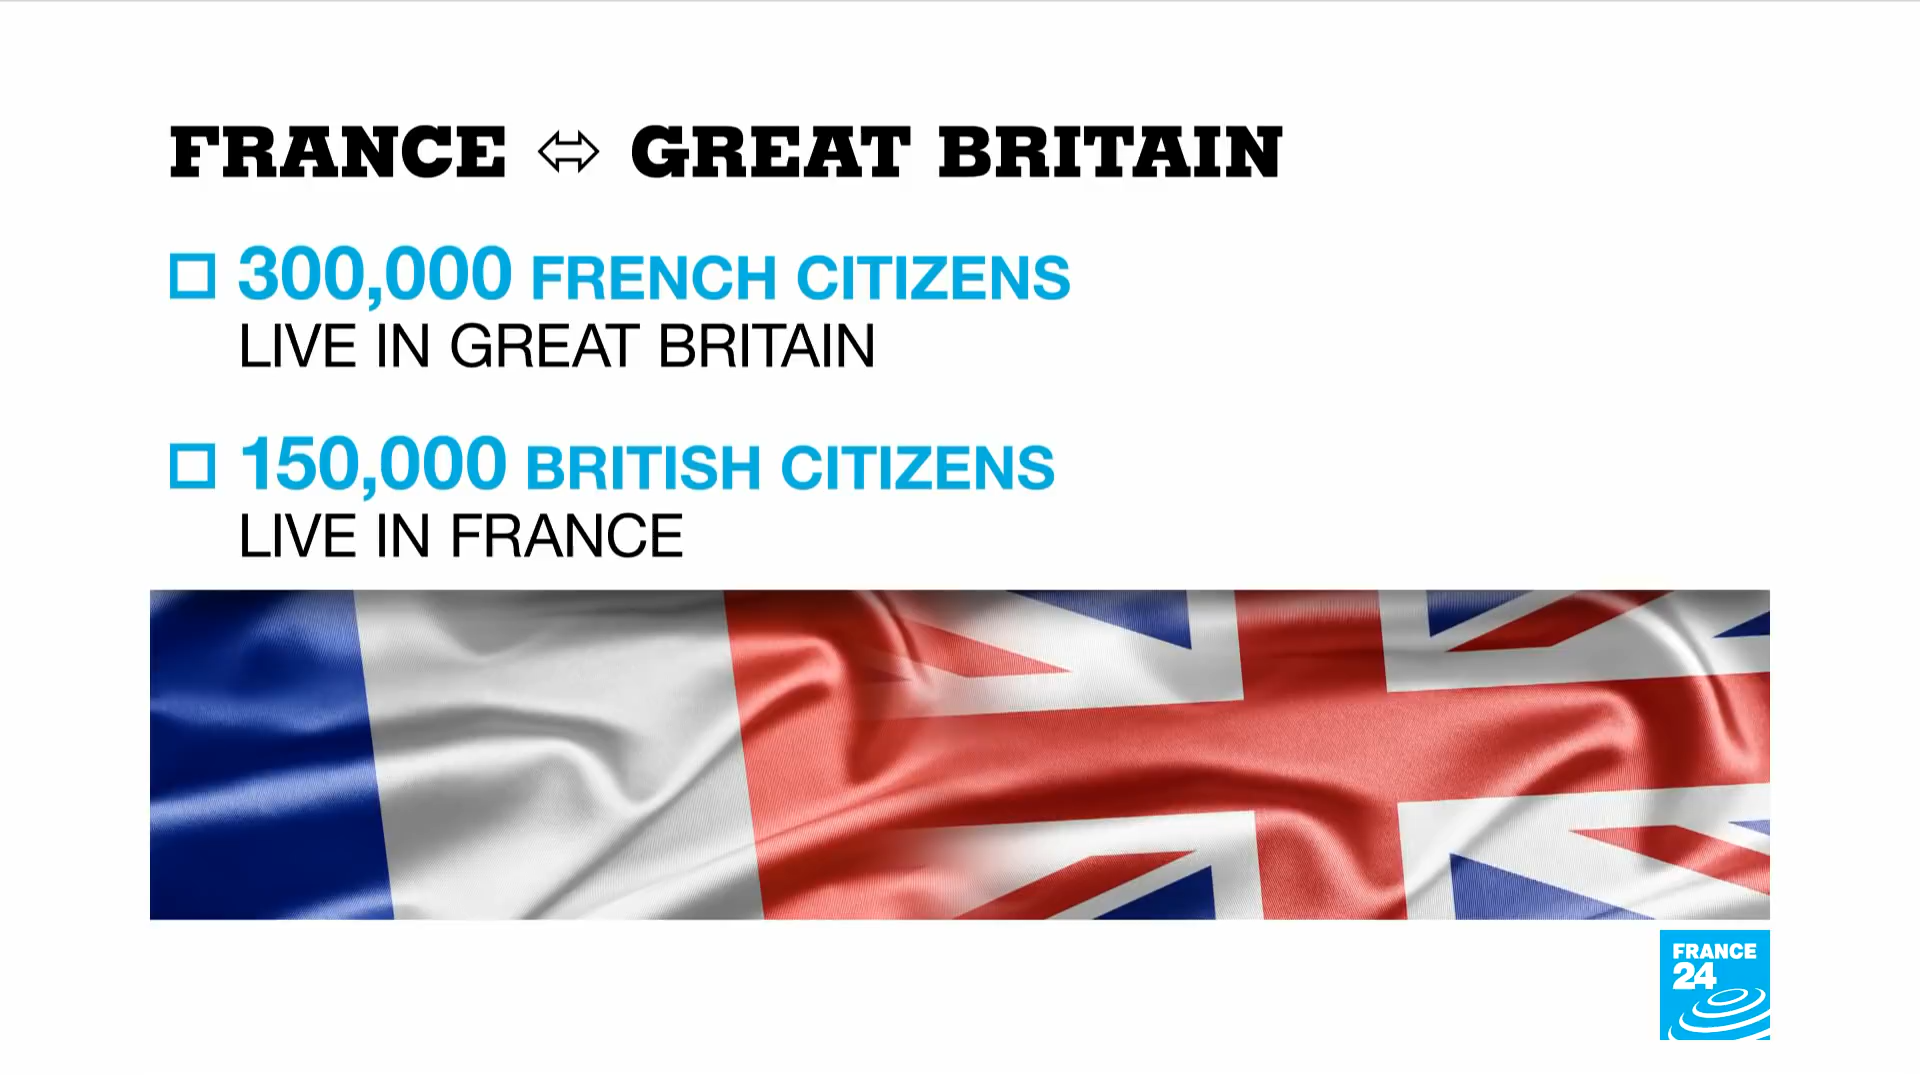 FRANCE ⬄ GREAT BRITAIN
300,000 FRENCH CITIZENS
LIVE IN GREAT BRITAIN
150,000 BRITISH CITIZENS
LIVE IN FRANCE
FRANCE
24